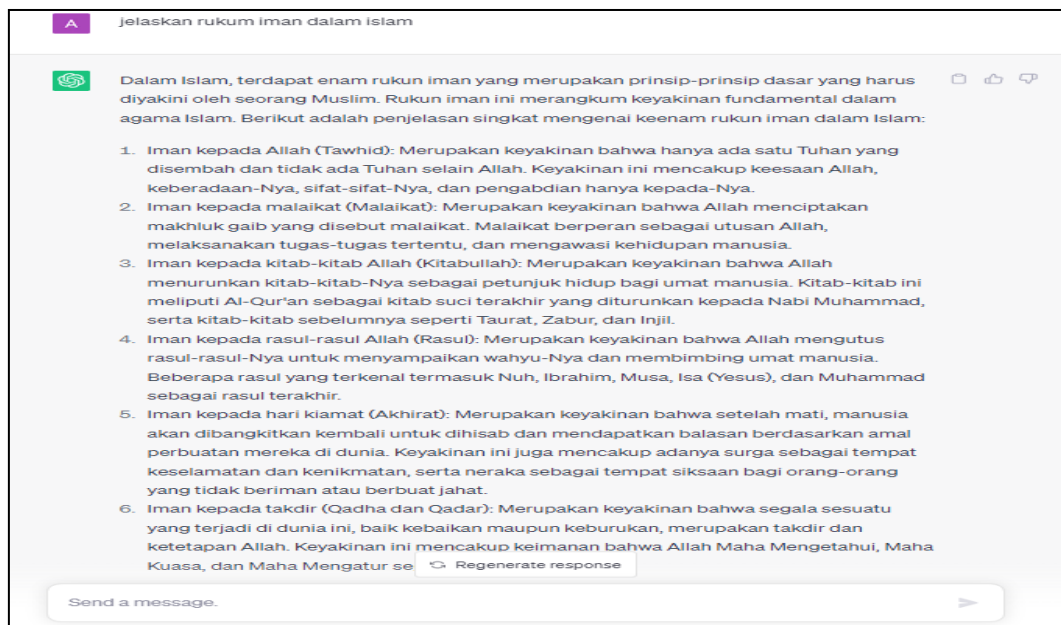 A
jelaskan rukum iman dalam islam
Dalam Islam, terdapat enam rukun iman yang merupakan prinsip-prinsip dasar yang harus
diyakini oleh seorang Muslim. Rukun iman ini merangkum keyakinan fundamental dalam
agama Islam. Berikut adalah penjelasan singkat mengenai keenam rukun iman dalam Islam:
1. Iman kepada Allah (Tawhid): Merupakan keyakinan bahwa hanya ada satu Tuhan yang
disembah dan tidak ada Tuhan selain Allah. Keyakinan ini mencakup keesaan Allah,
keberadaan-Nya, sifat-sifat-Nya, dan pengabdian hanya kepada-Nya.
2. Iman kepada malaikat (Malaikat): Merupakan keyakinan bahwa Allah menciptakan
makhluk gaib yang disebut malaikat. Malaikat berperan sebagai utusan Allah,
melaksanakan tugas-tugas tertentu, dan mengawasi kehidupan manusia.
3. Iman kepada kitab-kitab Allah (Kitabullah): Merupakan keyakinan bahwa Allah
menurunkan kitab-kitab-Nya sebagai petunjuk hidup bagi umat manusia. Kitab-kitab ini
meliputi Al-Qur'an sebagai kitab suci terakhir yang diturunkan kepada Nabi Muhammad,
serta kitab-kitab sebelumnya seperti Taurat, Zabur, dan Injil.
4. Iman kepada rasul-rasul Allah (Rasul): Merupakan keyakinan bahwa Allah mengutus
rasul-rasul-Nya untuk menyampaikan wahyu-Nya dan membimbing umat manusia.
Beberapa rasul yang terkenal termasuk Nuh, Ibrahim, Musa, Isa (Yesus), dan Muhammad
sebagai rasul terakhir.
5. Iman kepada hari kiamat (Akhirat): Merupakan keyakinan bahwa setelah mati, manusia
akan dibangkitkan kembali untuk dihisab dan mendapatkan balasan berdasarkan amal
perbuatan mereka di dunia. Keyakinan ini juga mencakup adanya surga sebagai tempat
keselamatan dan kenikmatan, serta neraka sebagai tempat siksaan bagi orang-orang
yang tidak beriman atau berbuat jahat.
6. Iman kepada takdir (Qadha dan Qadar): Merupakan keyakinan bahwa segala sesuatu
yang terjadi di dunia ini, baik kebaikan maupun keburukan, merupakan takdir dan
ketetapan Allah. Keyakinan ini mencakup keimanan bahwa Allah Maha Mengetahui, Maha
Kuasa, dan Maha Mengatur se
Regenerate response
Send a message.